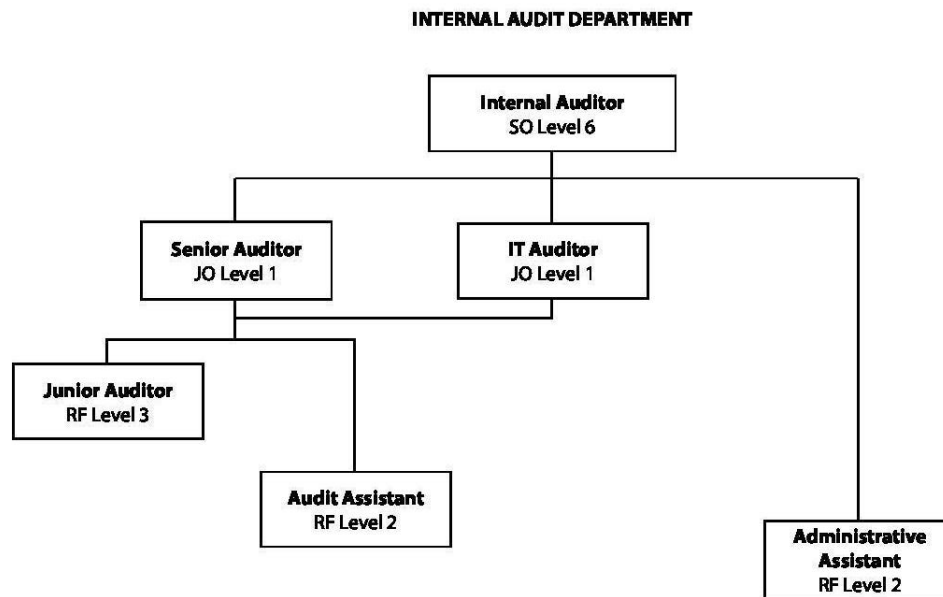 INTERNAL AUDIT DEPARTMENT
Internal Auditor
SO Level 6
Senior Auditor
JO Level 1
IT Auditor
JO Level 1
Junior Auditor
RF Level 3
Audit Assistant
RF Level 2
Administrative
Assistant
RF Level 2